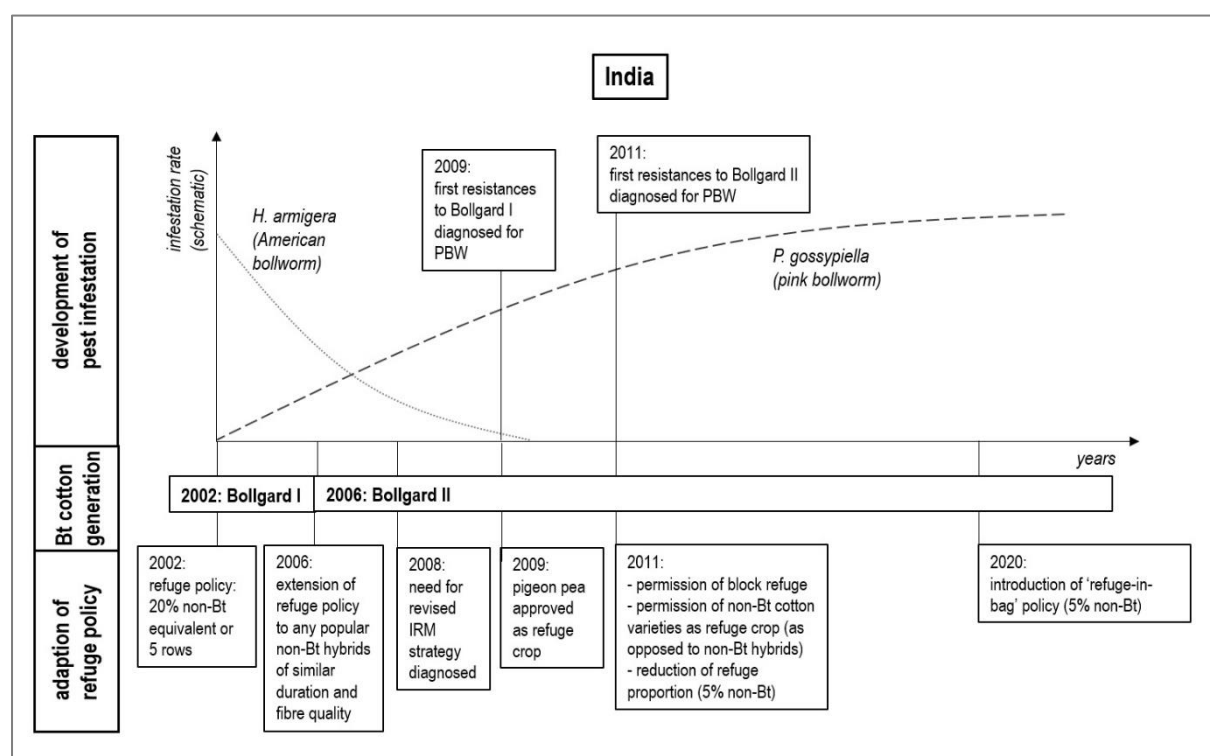 India
development of
pest infestation
infestation rate
(schematic)
H. armigera
(American
bollworm)
2009:
first resistances
to Bollgard I
diagnosed for
PBW
2011:
first resistances to Bollgard II
diagnosed for PBW
P. gossypiella
(pink bollworm)
years
Bt cotton
generation
2002: Bollgard I
2006: Bollgard II
adaption of
refuge policy
2002:
refuge policy:
20% non-Bt
equivalent or
5 rows
2006:
extension of
refuge policy
to any popular
non-Bt hybrids
of similar
duration and
fibre quality
2008:
need for
revised
IRM
strategy
diagnosed
2009:
pigeon pea
approved
as refuge
crop
2011:
- permission of block refuge
- permission of non-Bt cotton
varieties as refuge crop (as
opposed to non-Bt hybrids)
- reduction of refuge
proportion (5% non-Bt)
2020:
introduction of ‘refuge-in-
bag’ policy (5% non-Bt)